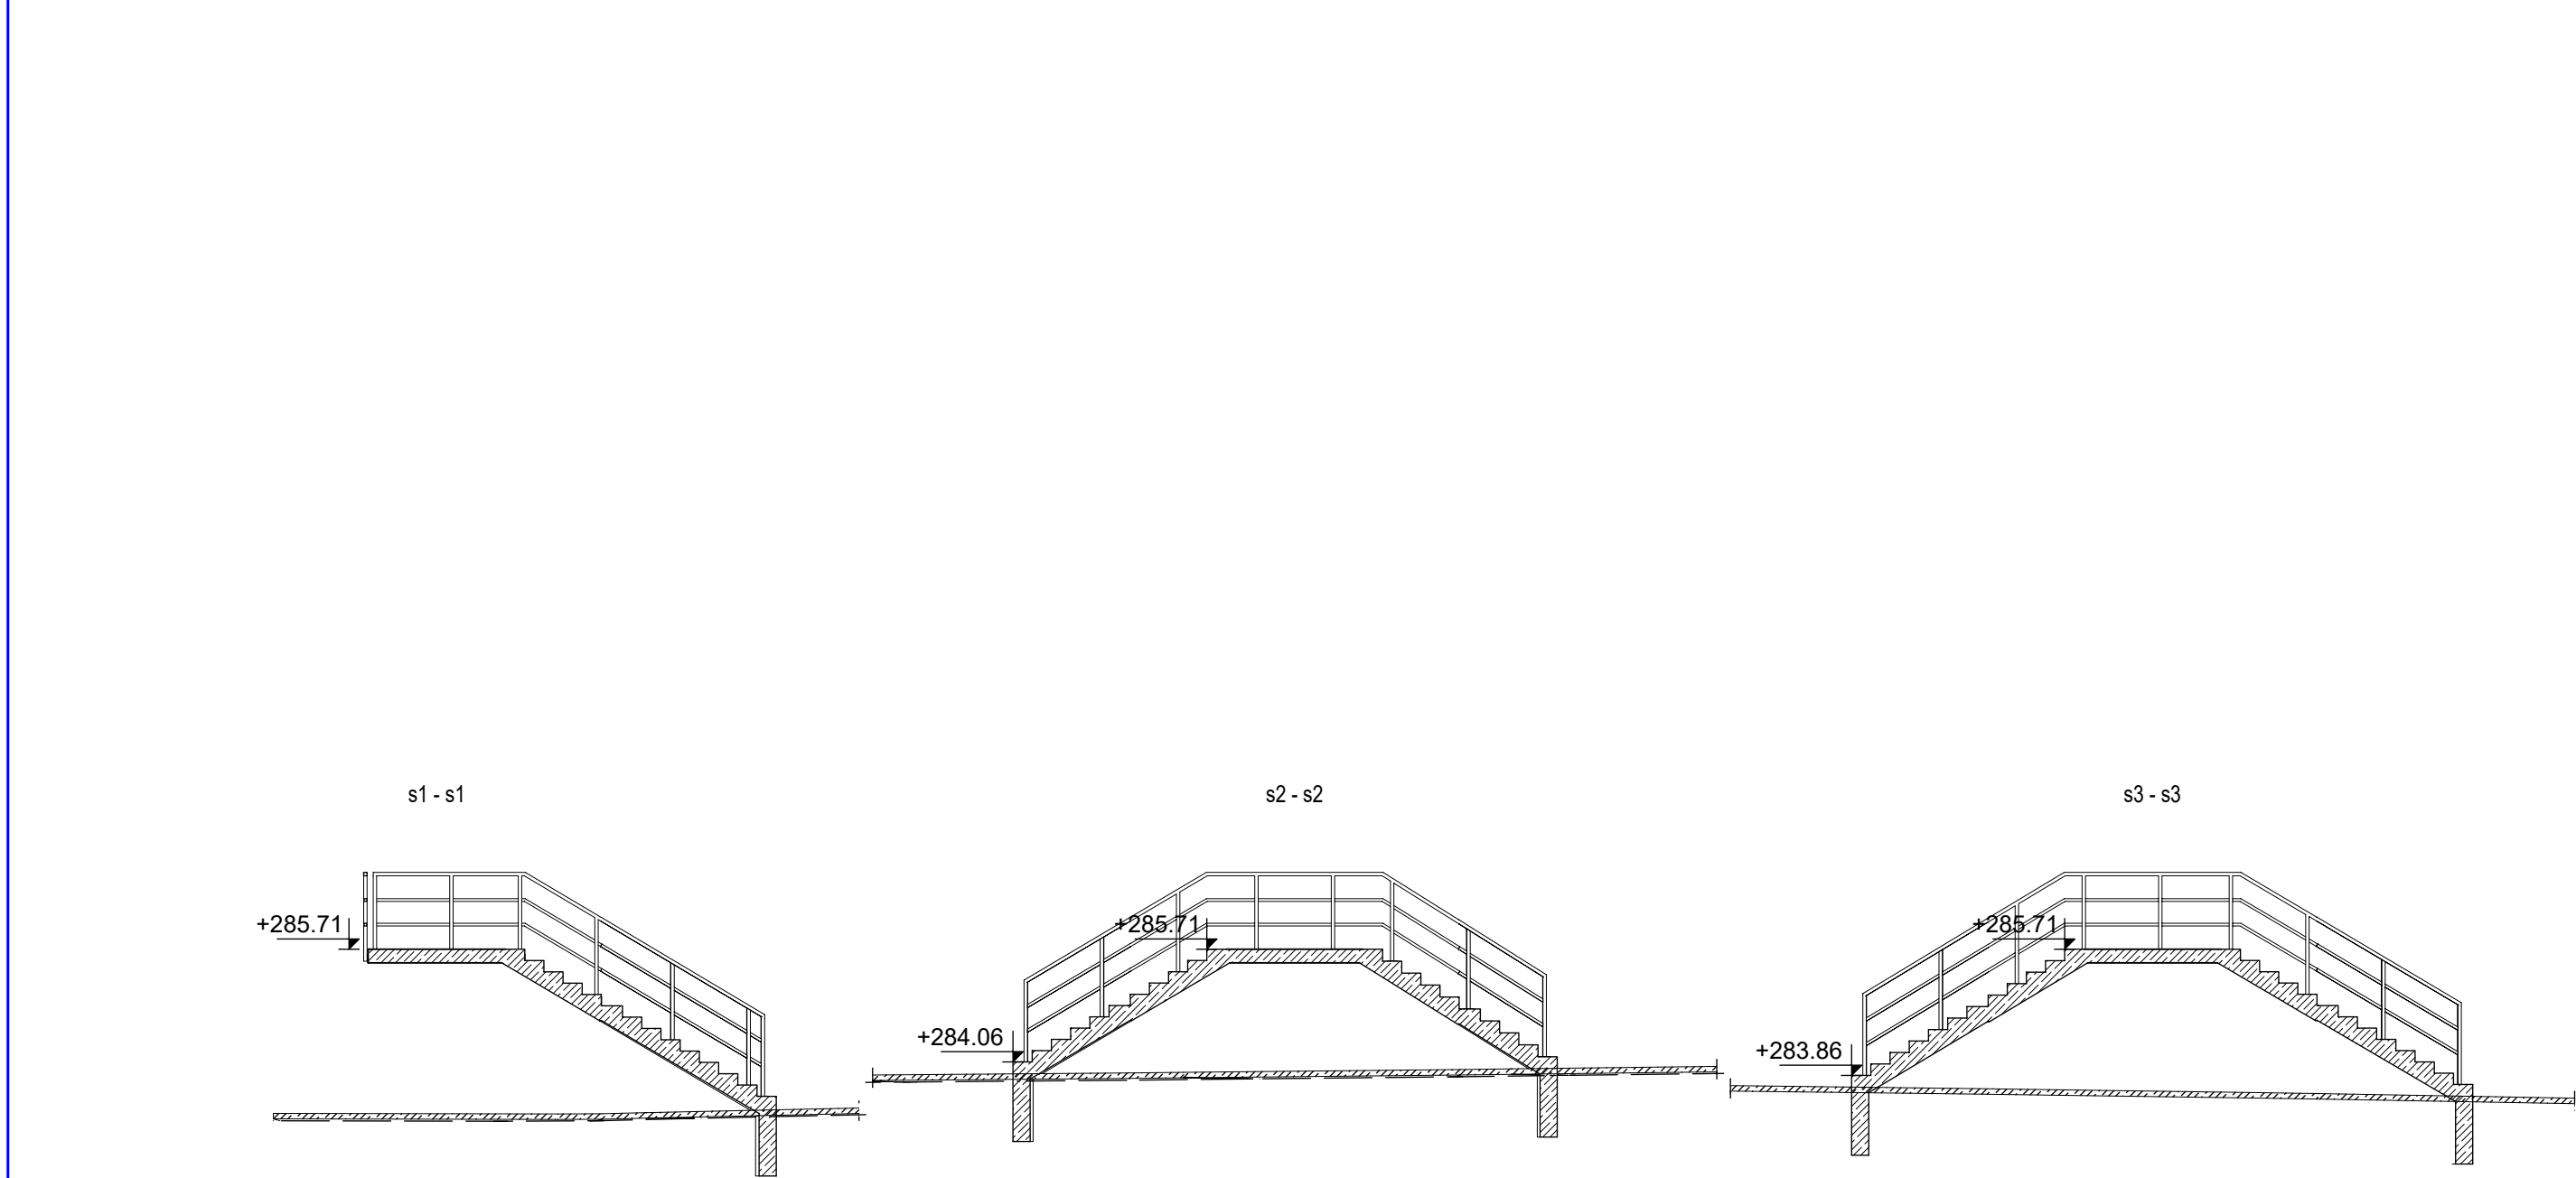 s1 - s1
s2 - s2
s3 - s3
+285.71
+285.71
+285.71
+284.06
+283.86